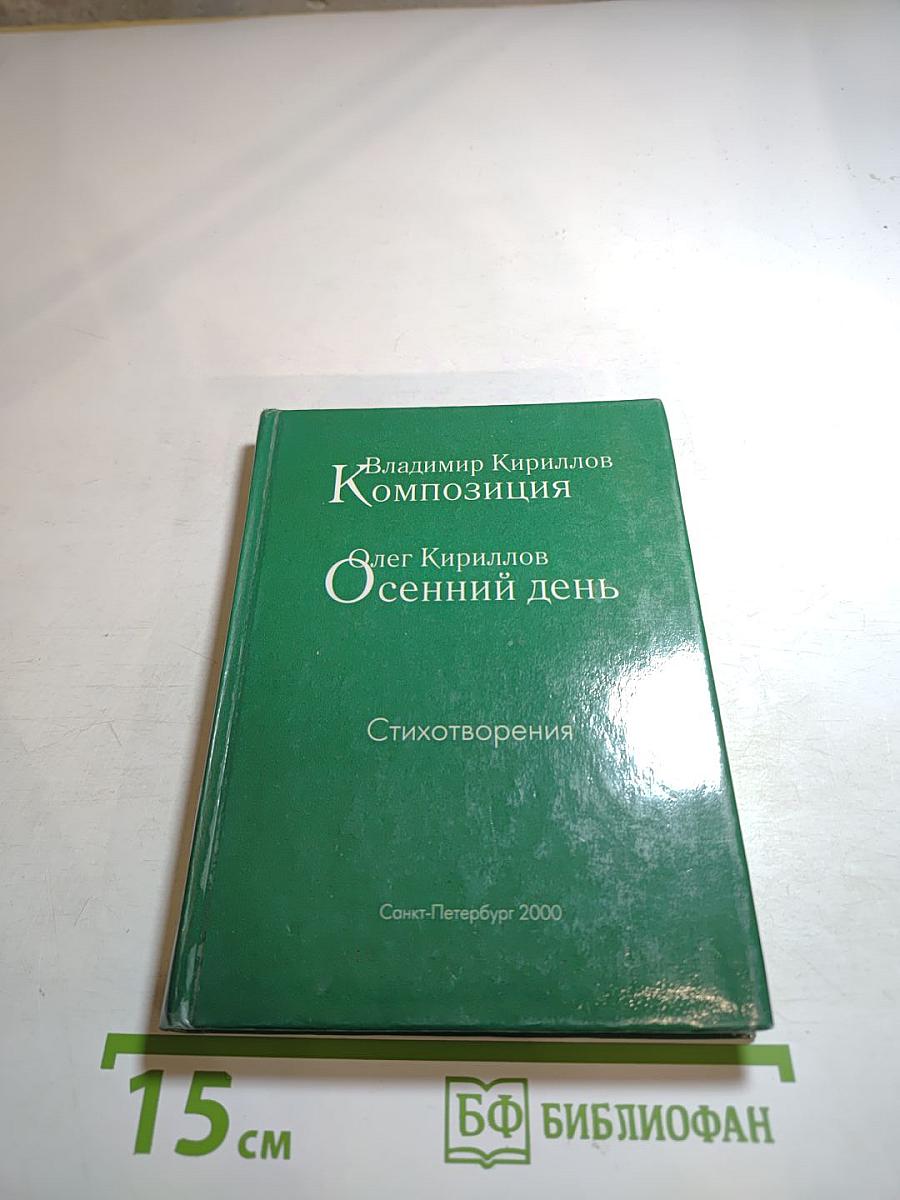 Владимир Кириллов
Композиция
Олег Кириллов
Осенний день
Стихотворения
Санкт-Петербург 2000
15 см
БФ БИБЛИОФАН